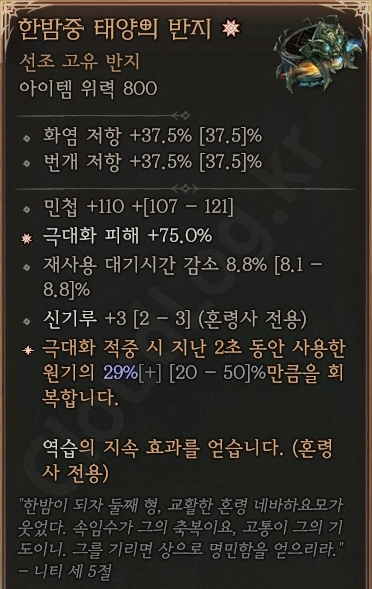 한밤중 태양의 반지
선조 고유 반지
아이템 위력 800
화염 저항 +37.5% [37.5]%
번개 저항 +37.5% [37.5]%
민첩 +110 +[107 - 121]
극대화 피해 +75.0%
재사용 대기시간 감소 8.8% [8.1 -
8.8]%
신기루 +3 [2 - 3] (혼령사 전용)
극대화 적중 시 지난 2초 동안 사용한
원기의 29%[+] [20 - 50]%만큼을 회
복합니다.
역습의 지속 효과를 얻습니다. (혼령
사 전용)
"한밤이 되자 둘째 형, 교활한 혼령 네바하요모가
웃었다. 속임수가 그의 축복이요, 고통이 그의 기
도이니. 그를 기리면 상으로 명민함을 얻으리라."
– 니티 세 5절